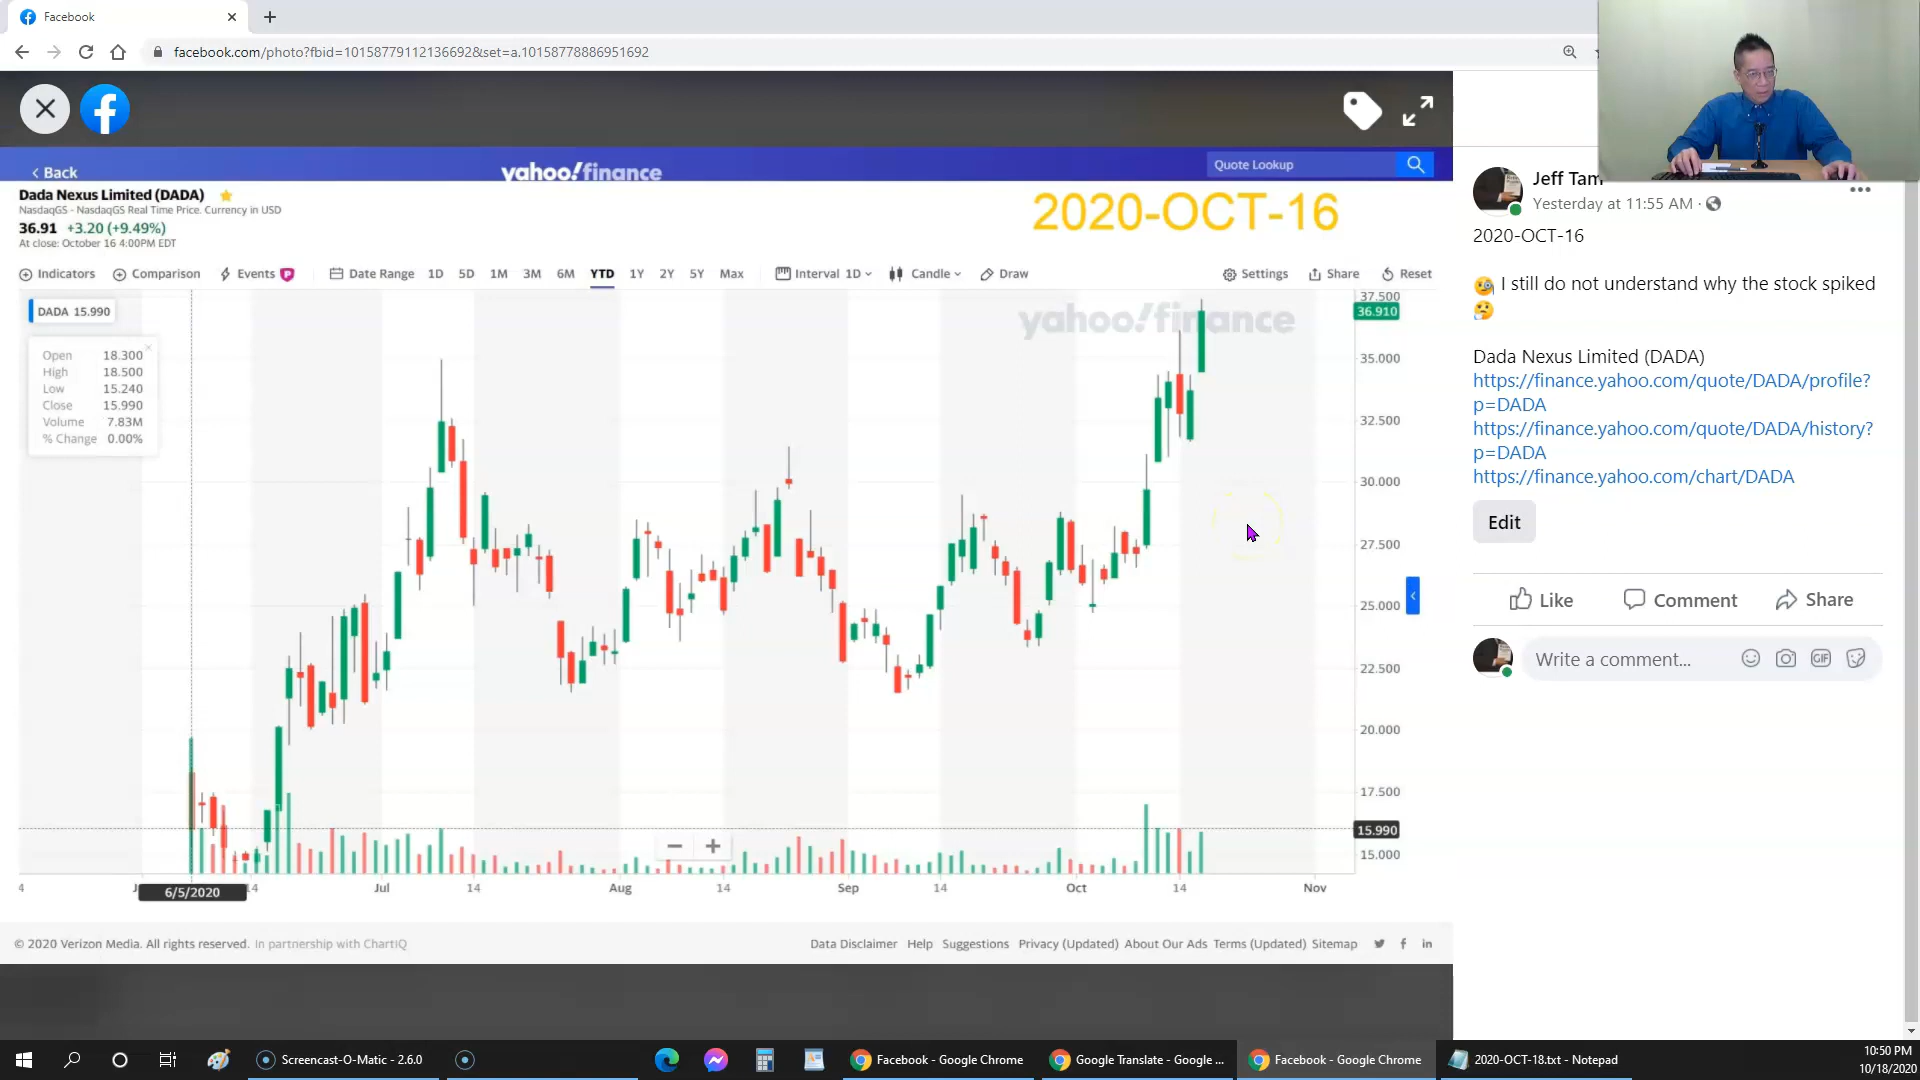 Facebook
facebook.com/photo?fbid=10158779112136692&set=a.10158778886951692
Back
yahoo!finance
Quote Lookup
Dada Nexus Limited (DADA)
NasdaqGS - NasdaqGS Real Time Price. Currency in USD
36.91 +3.20 (+9.49%)
At close: October 16 4:00PM EDT
2020-OCT-16
Indicators Comparison Events Date Range 1D 5D 1M 3M 6M YTD 1Y 2Y 5Y Max Interval 1D Candle Draw Settings Share Reset
DADA 15.990
Open 18.300
High 18.500
Low 15.240
Close 15.990
Volume 7.83M
% Change 0.00%
yahoo!finance
37.500
36.910
35.000
32.500
30.000
27.500
25.000
22.500
20.000
17.500
15.990
15.000
4 6/5/2020 14 Jul 14 Aug 14 Sep 14 Oct 14 Nov
© 2020 Verizon Media. All rights reserved. In partnership with ChartIQ
Data Disclaimer Help Suggestions Privacy (Updated) About Our Ads Terms (Updated) Sitemap
Jeff Tam
Yesterday at 11:55 AM ·
2020-OCT-16
🧐 I still do not understand why the stock spiked
🤔
Dada Nexus Limited (DADA)
https://finance.yahoo.com/quote/DADA/profile?
p=DADA
https://finance.yahoo.com/quote/DADA/history?
p=DADA
https://finance.yahoo.com/chart/DADA
Edit
Like Comment Share
Write a comment...
GIF
Screencast-O-Matic - 2.6.0
Facebook - Google Chrome
Google Translate - Google ...
Facebook - Google Chrome
2020-OCT-18.txt - Notepad
10:50 PM
10/18/2020